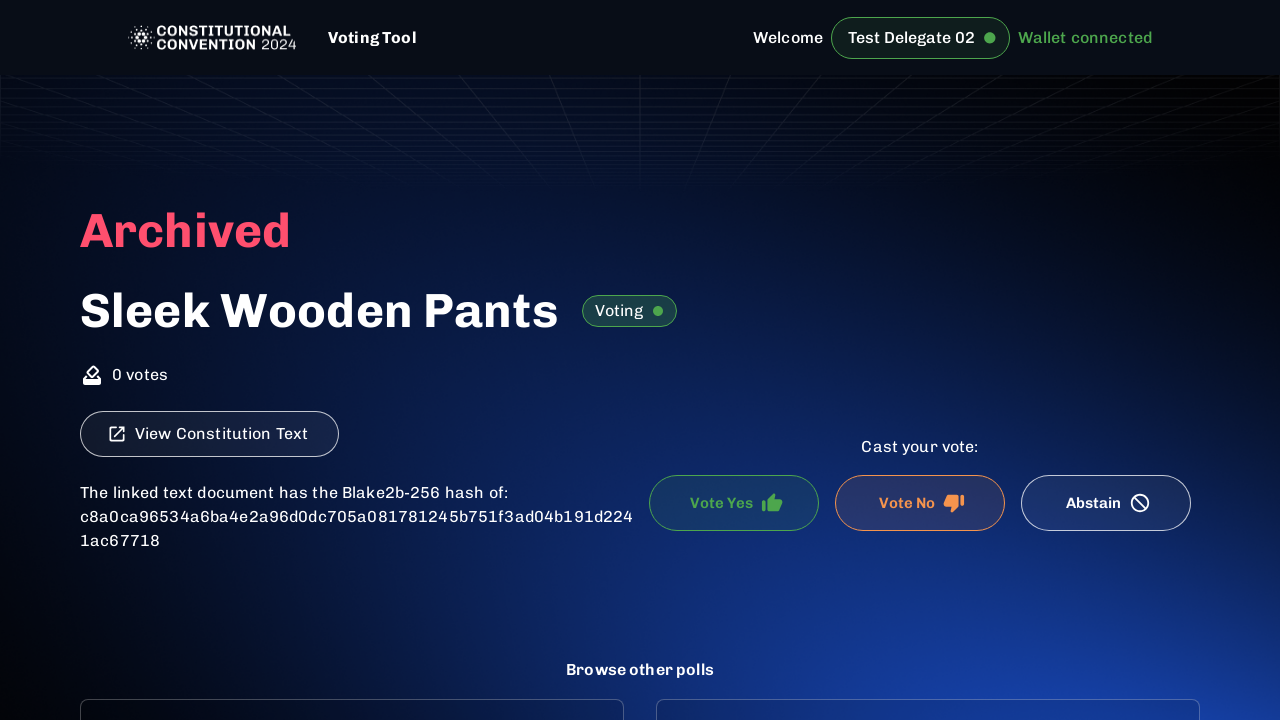 CONSTITUTIONAL
CONVENTION 2024
Voting Tool
Welcome
Test Delegate 02
Wallet connected
Archived
Sleek Wooden Pants
Voting
0 votes
View Constitution Text
Cast your vote:
The linked text document has the Blake2b-256 hash of:
c8a0ca96534a6ba4e2a96d0dc705a081781245b751f3ad04b191d224
1ac67718
Vote Yes
Vote No
Abstain
Browse other polls